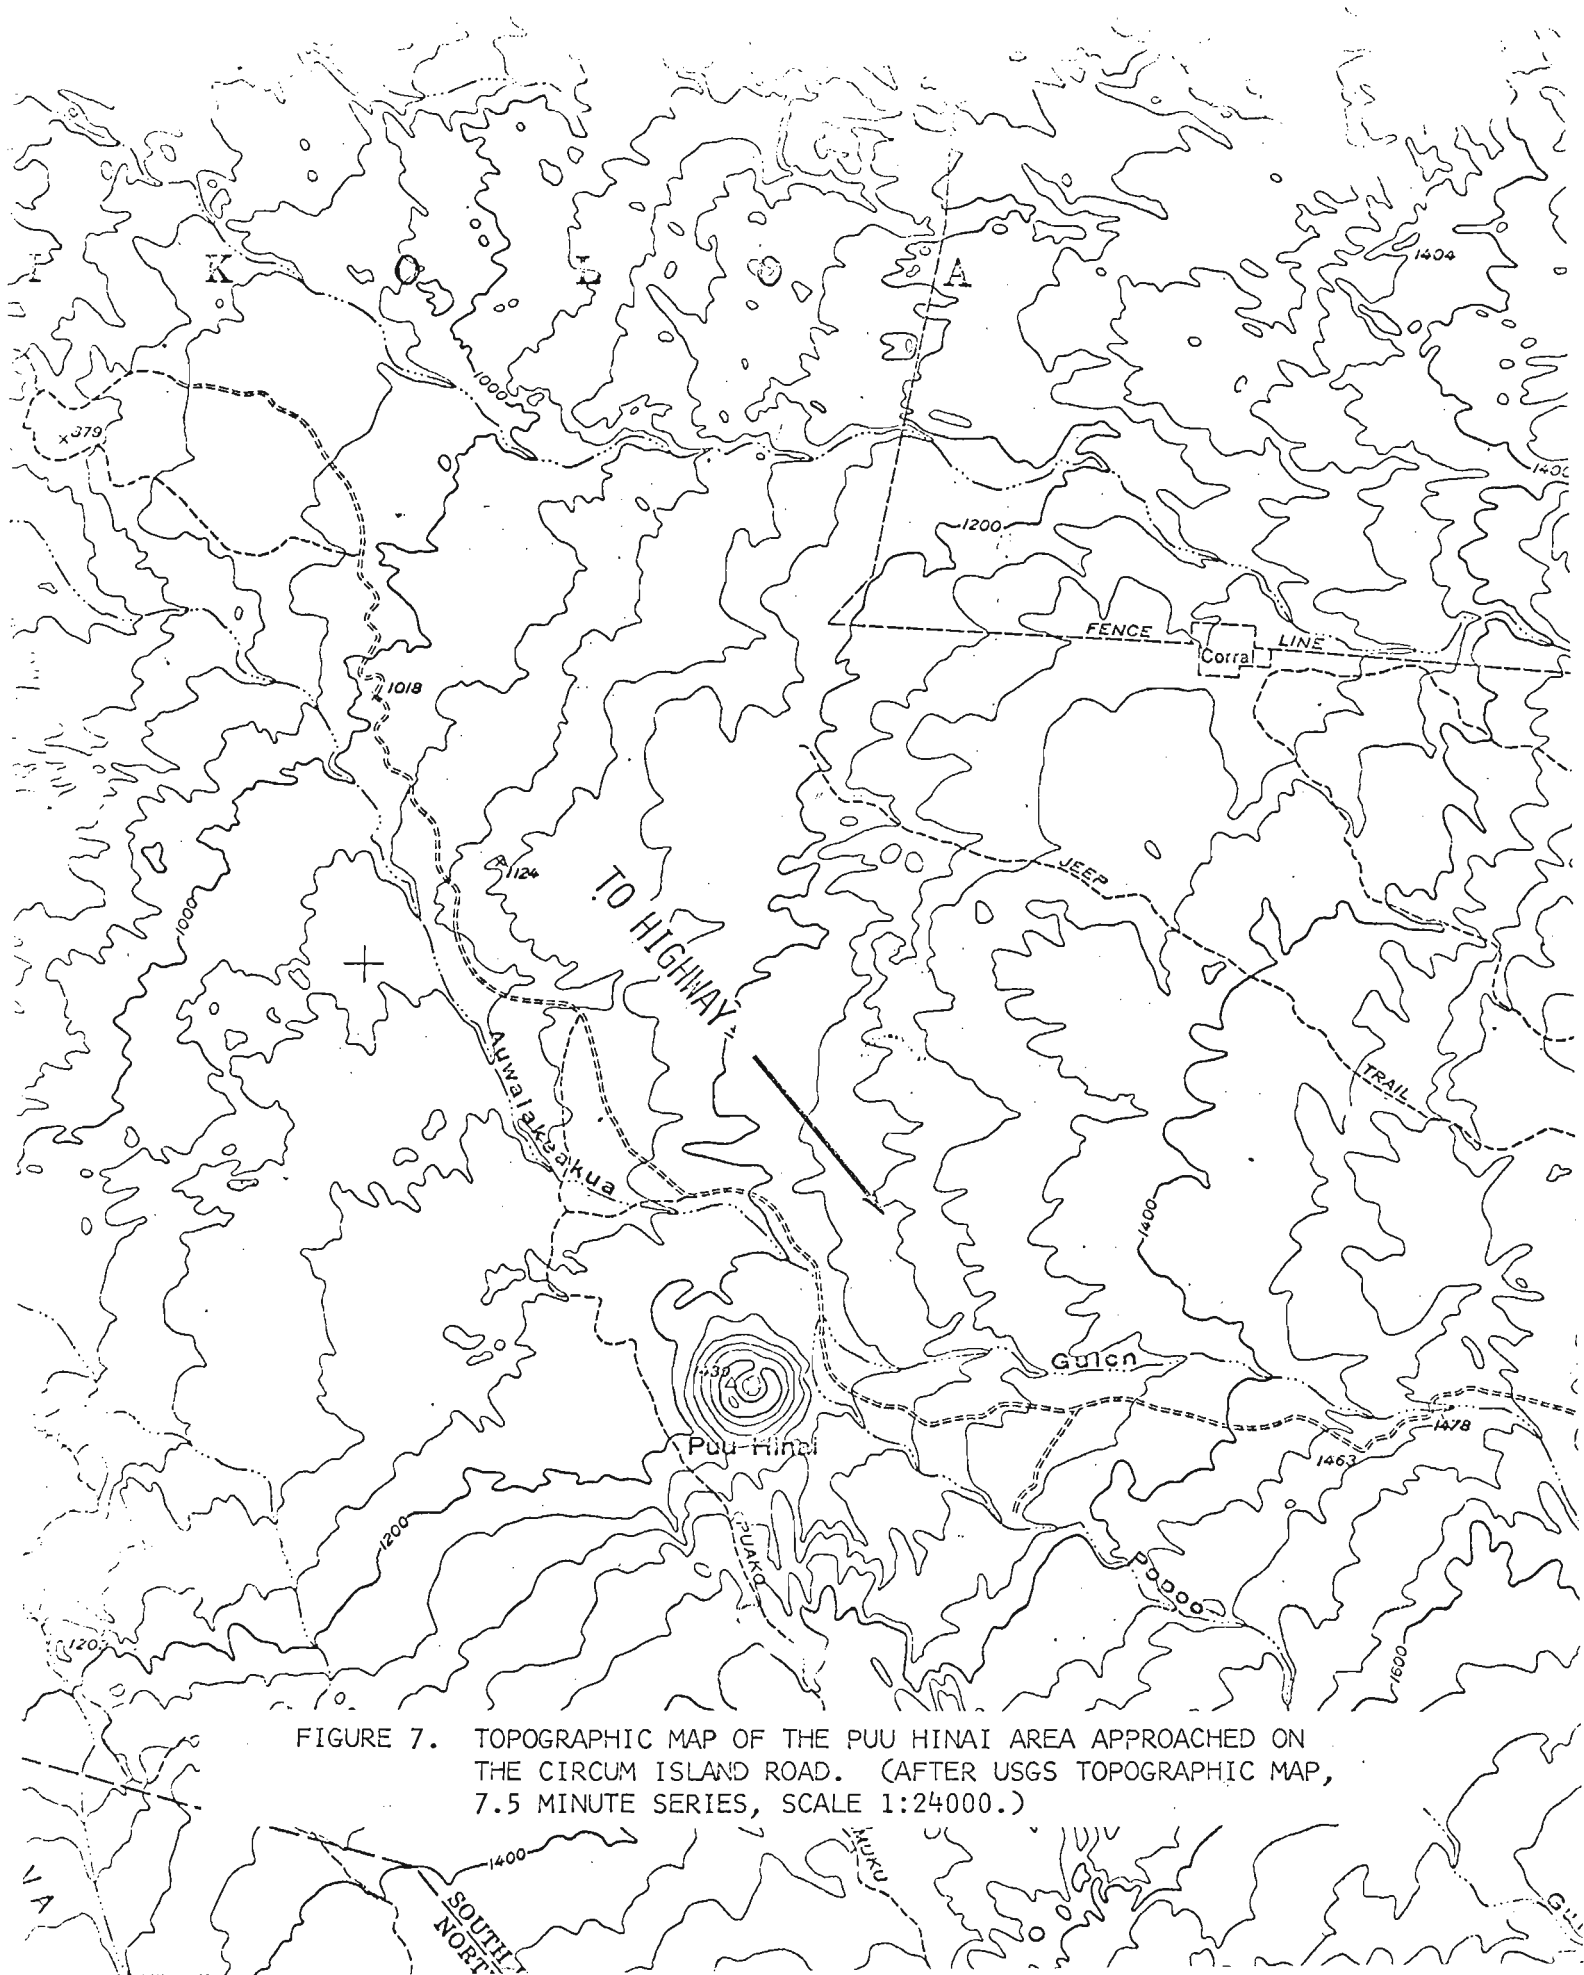 K O L O A
1404
1000
1400
1200
FENCE LINE
Corral
1018
JEEP
1124
TO HIGHWAY
1000
TRAIL
Auwalakeakua
1400
Gulch
1430
Puu Hinai
1478
1463
1200
PUAKO
Popoo
1600
FIGURE 7. TOPOGRAPHIC MAP OF THE PUU HINAI AREA APPROACHED ON
THE CIRCUM ISLAND ROAD. (AFTER USGS TOPOGRAPHIC MAP,
7.5 MINUTE SERIES, SCALE 1:24000.)
1400
MUKU
SOUTH
NORT